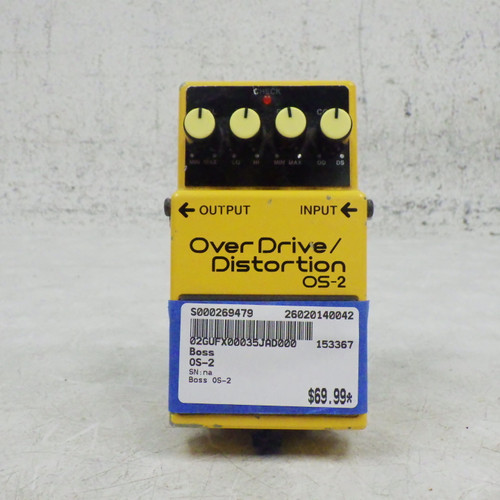 CHECK
← OUTPUT INPUT ←
OverDrive/
Distortion
OS-2
S000269479 26020140042
02GUFX00035JAD000 153367
Boss
OS-2
SN:na
Boss OS-2
$69.99*